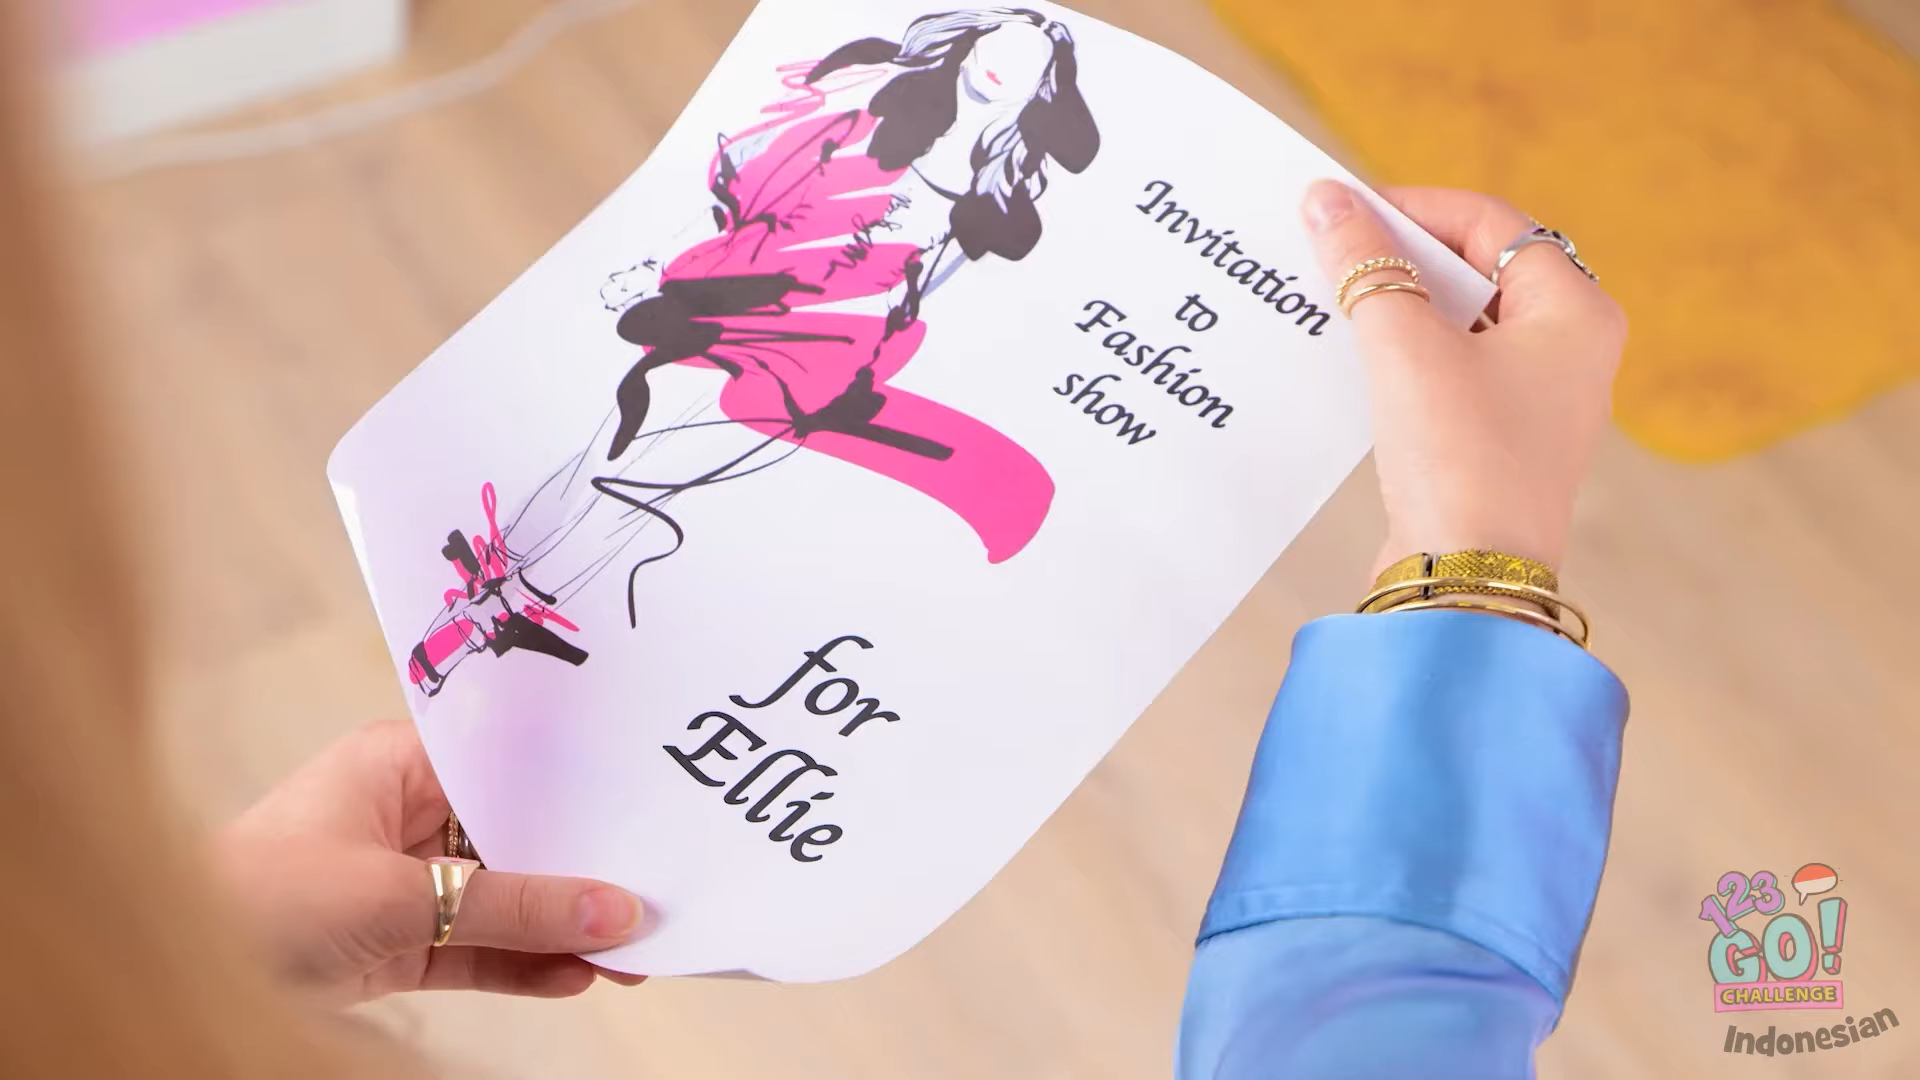 Invitation
to
Fashion
show
for
Ellie
123
GO!
CHALLENGE
Indonesian